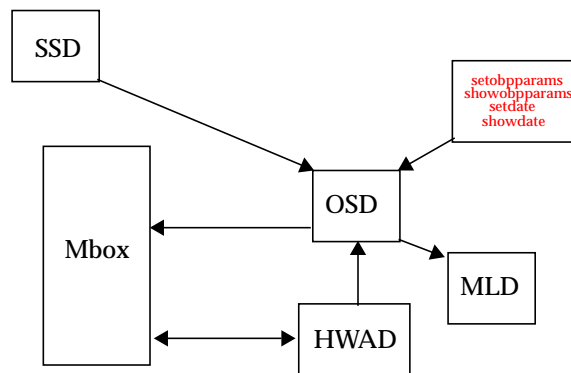 SSD
setobpparams
showobpparams
setdate
showdate
OSD
Mbox
MLD
HWAD